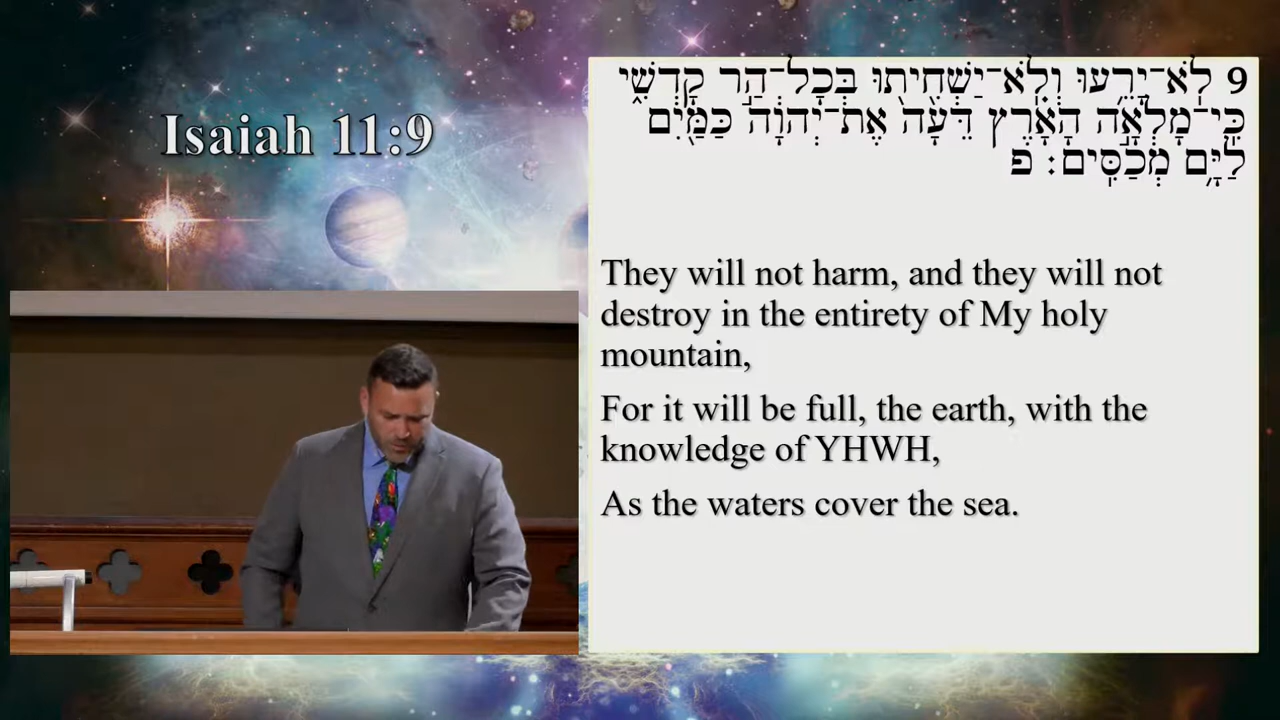 Isaiah 11:9
9 לֹֽא־יָרֵ֥עוּ וְלֹֽא־יַשְׁחִ֖יתוּ בְּכָל־הַ֣ר קָדְשִׁ֑י
כִּֽי־מָלְאָ֣ה הָאָ֗רֶץ דֵּעָה֙ אֶת־יְהוָ֔ה כַּמַּ֖יִם
לַיָּ֥ם מְכַסִּֽים׃ פ
They will not harm, and they will not
destroy in the entirety of My holy
mountain,
For it will be full, the earth, with the
knowledge of YHWH,
As the waters cover the sea.